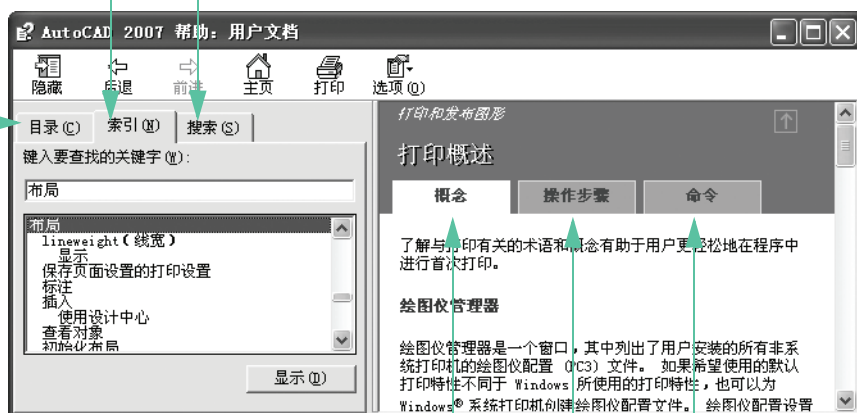 AutoCAD 2007 帮助: 用户文档
隐藏 后退 前进 主页 打印 选项(O)
目录(C) 索引(N) 搜索(S)
键入要查找的关键字(W):
布局
布局
lineweight(线宽)
显示
保存页面设置的打印设置
标注
插入
使用设计中心
查看对象
初始化布局
显示(D)
打印和发布图形
打印概述
概念 操作步骤 命令
了解与打印有关的术语和概念有助于用户更轻松地在程序中
进行首次打印。
绘图仪管理器
绘图仪管理器是一个窗口,其中列出了用户安装的所有非系
统打印机的绘图仪配置 (PC3) 文件。 如果希望使用的默认
打印特性不同于 Windows 所使用的打印特性,也可以为
Windows® 系统打印机创建绘图仪配置文件。 绘图仪配置设置